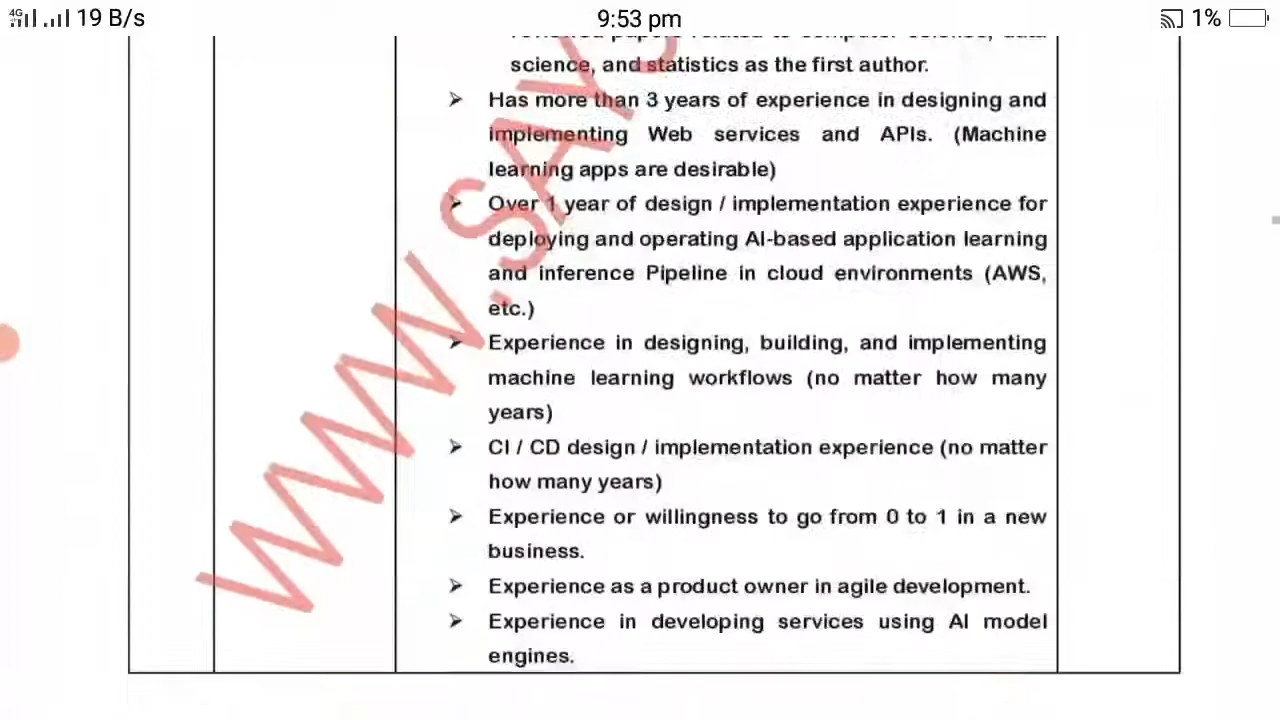 4G 19 B/s 9:53 pm 1%
science, and statistics as the first author.
➢ Has more than 3 years of experience in designing and
implementing Web services and APIs. (Machine
learning apps are desirable)
➢ Over 1 year of design / implementation experience for
deploying and operating AI-based application learning
and inference Pipeline in cloud environments (AWS,
etc.)
➢ Experience in designing, building, and implementing
machine learning workflows (no matter how many
years)
➢ CI / CD design / implementation experience (no matter
how many years)
➢ Experience or willingness to go from 0 to 1 in a new
business.
➢ Experience as a product owner in agile development.
➢ Experience in developing services using AI model
engines.
WWW.SAY